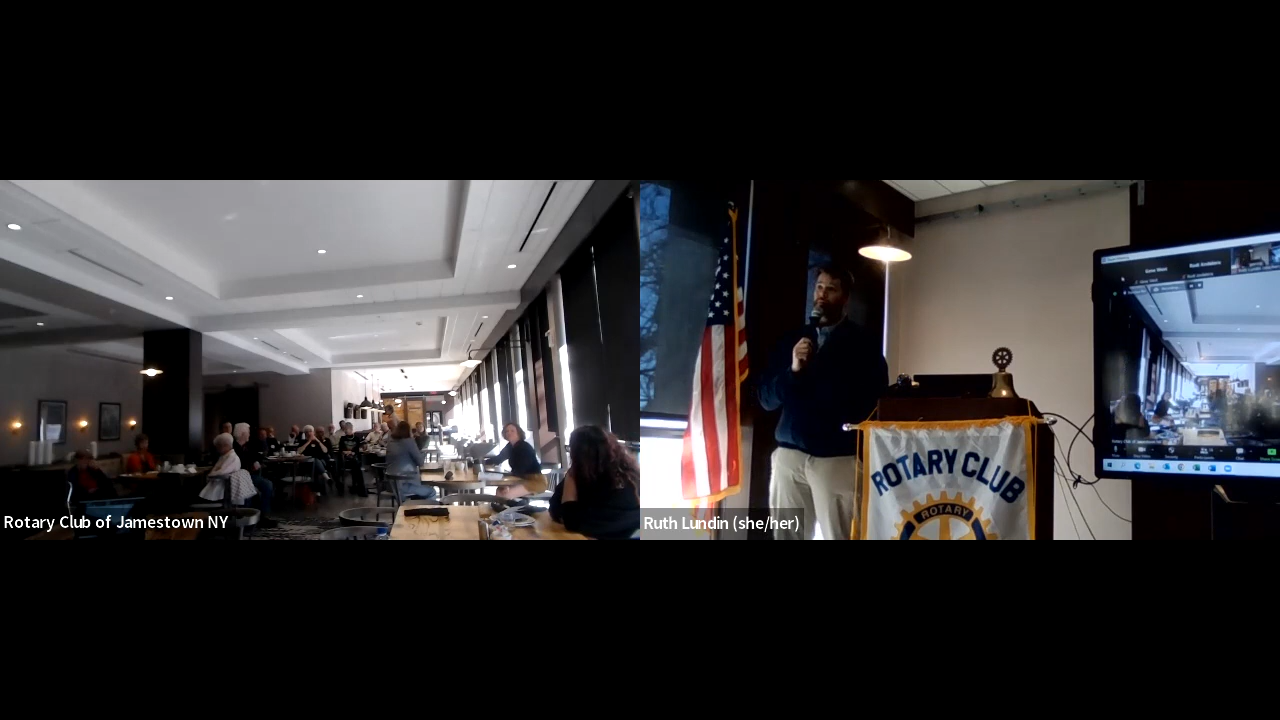 Rotary Club of Jamestown NY
Ruth Lundin (she/her)
ROTARY CLUB
ROTARY